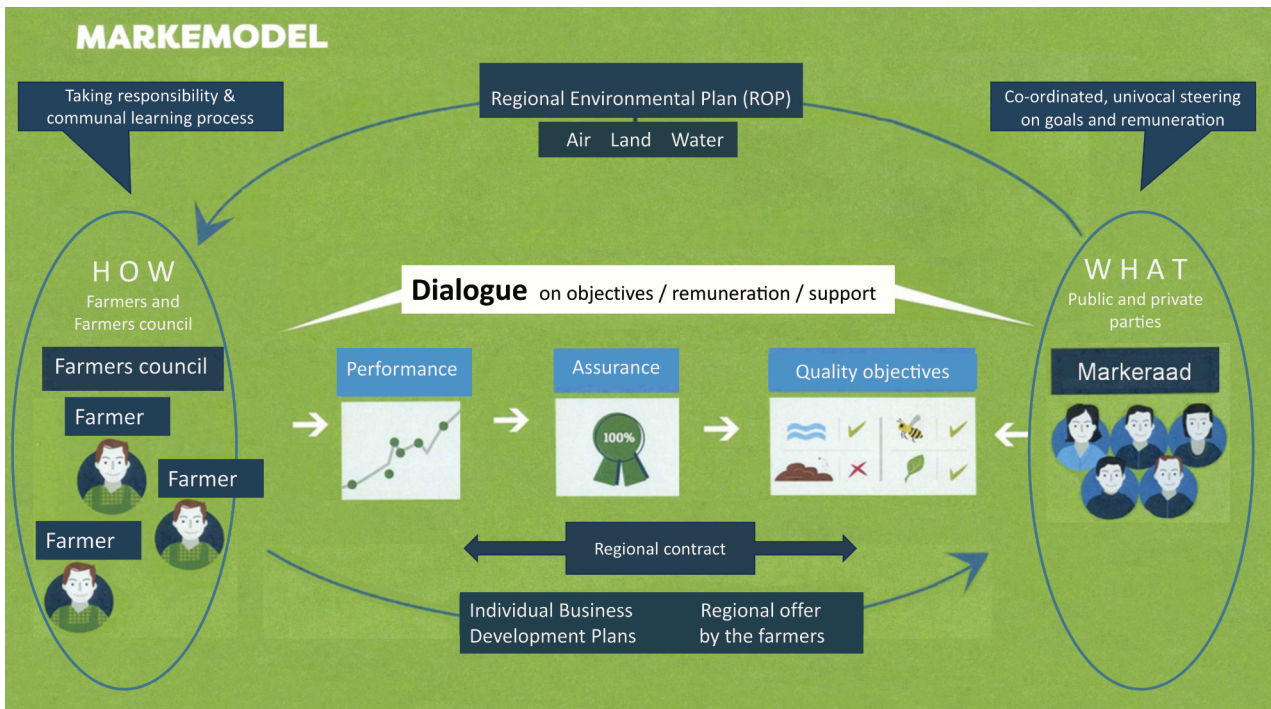 MARKEMODEL
Taking responsibility &
communal learning process
Regional Environmental Plan (ROP)
Air Land Water
Co-ordinated, univocal steering
on goals and remuneration
HOW
Farmers and
Farmers council
Farmers council
Farmer
Farmer
Farmer
Dialogue on objectives / remuneration / support
Performance
Assurance
100%
Quality objectives
WHAT
Public and private
parties
Markeraad
Regional contract
Individual Business
Development Plans
Regional offer
by the farmers